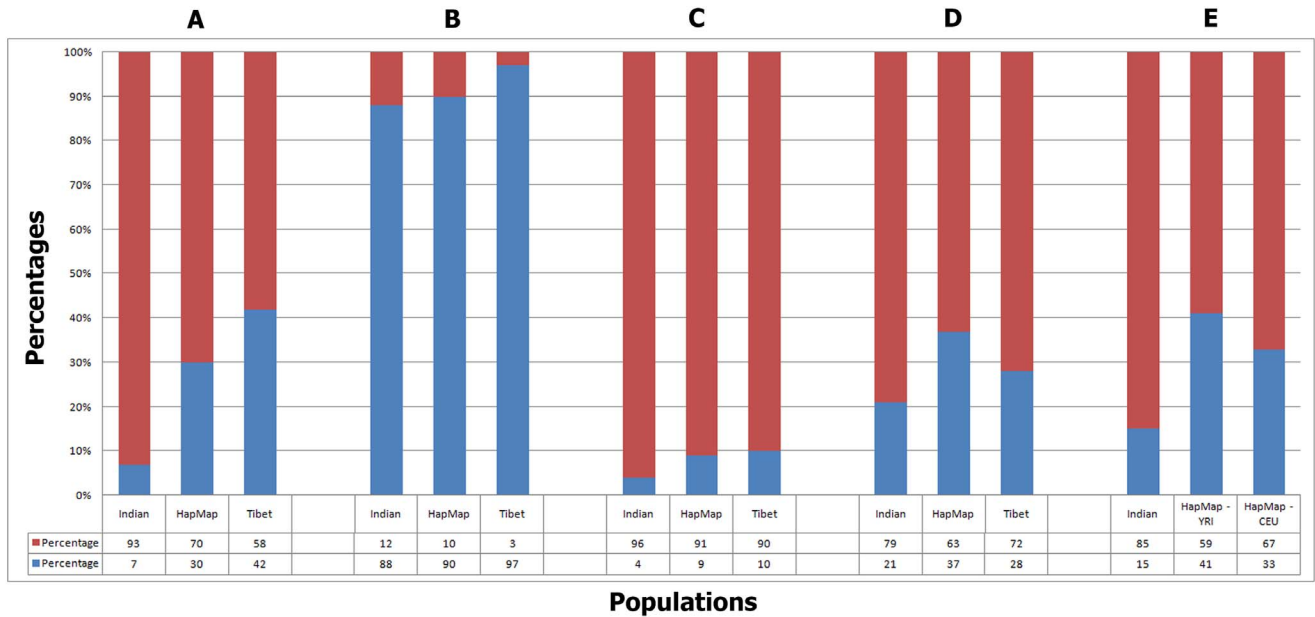 A B C D E
100%
90%
80%
70%
60%
50%
40%
30%
20%
10%
0%
Percentages
Indian HapMap Tibet Indian HapMap Tibet Indian HapMap Tibet Indian HapMap Tibet Indian HapMap - YRI HapMap - CEU
Percentage 93 70 58 12 10 3 96 91 90 79 63 72 85 59 67
Percentage 7 30 42 88 90 97 4 9 10 21 37 28 15 41 33
Populations